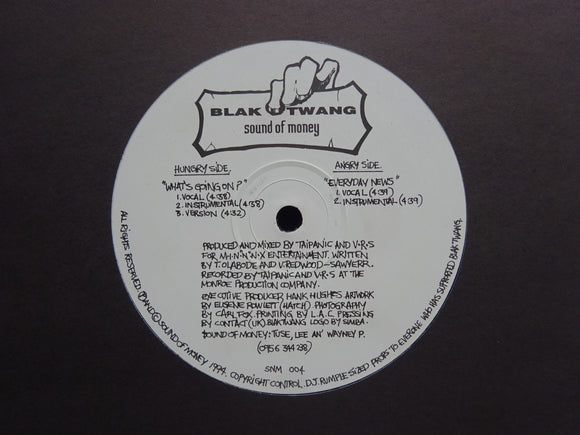 BLAK TWANG
sound of money
HUNGRY SIDE.
"WHAT'S GOING ON?"
1. VOCAL (4:38)
2. INSTRUMENTAL (4:38)
3. VERSION (4:32)
ANGRY SIDE.
"EVERYDAY NEWS"
1. VOCAL (4:39)
2. INSTRUMENTAL (4:39)
PRODUCED AND MIXED BY TAIPANIC AND V·R·S
FOR M·I·N·N·X ENTERTAINMENT. WRITTEN
BY T. OLABODE AND V. REDWOOD-SAWYERR.
RECORDED BY TAIPANIC AND V·R·S AT THE
MONROE PRODUCTION COMPANY.
EXECUTIVE PRODUCER, HANK HUGHES. ARTWORK
BY EUGENE ROWLETT (HATCH). PHOTOGRAPHY
BY CARL FOX. PRINTING BY L.A.C. PRESSING
BY CONTACT (UK). BLAK TWANG LOGO BY SIMBA.
SOUND OF MONEY: TUSE, LEE AN' WAYNEY P.
(0956 344 238)
SNM 004
ALL RIGHTS RESERVED. ℗ AND © SOUND OF MONEY 1994. COPYRIGHT CONTROL. D.J. RUMPLE. SIZED PROPS TO EVERYONE WHO HAS SUPPORTED BLAK TWANG.